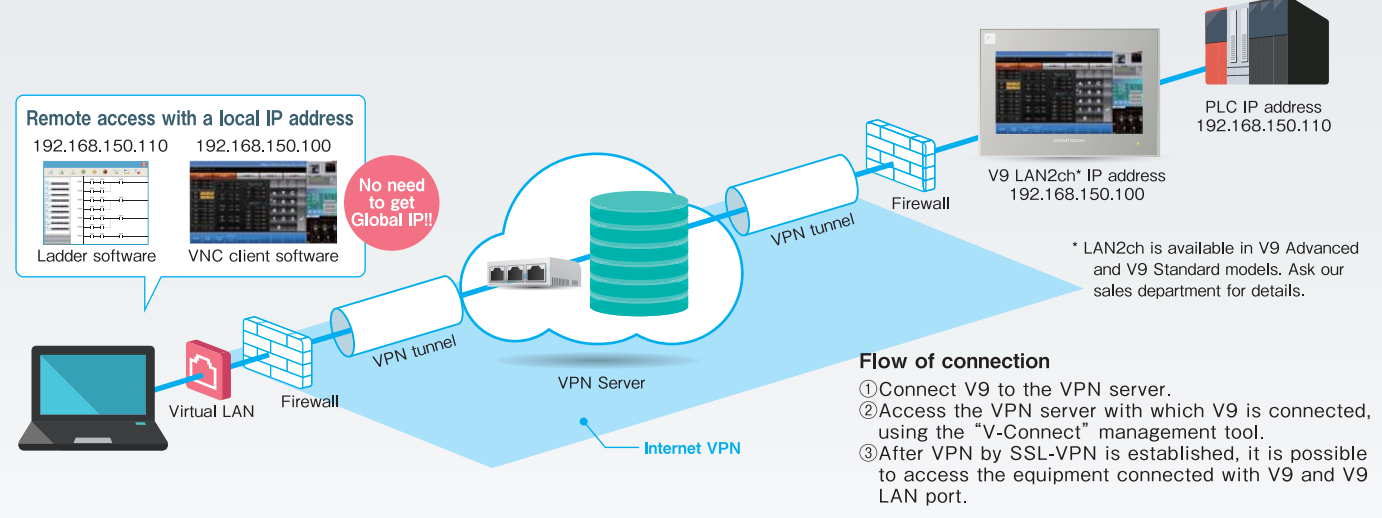 Remote access with a local IP address
192.168.150.110
192.168.150.100
Ladder software
VNC client software
No need
to get
Global IP!!
Virtual LAN
Firewall
VPN tunnel
VPN Server
Internet VPN
VPN tunnel
Firewall
MONITOUCH
V9 LAN2ch* IP address
192.168.150.100
PLC IP address
192.168.150.110
* LAN2ch is available in V9 Advanced
and V9 Standard models. Ask our
sales department for details.
Flow of connection
①Connect V9 to the VPN server.
②Access the VPN server with which V9 is connected,
using the “V-Connect” management tool.
③After VPN by SSL-VPN is established, it is possible
to access the equipment connected with V9 and V9
LAN port.